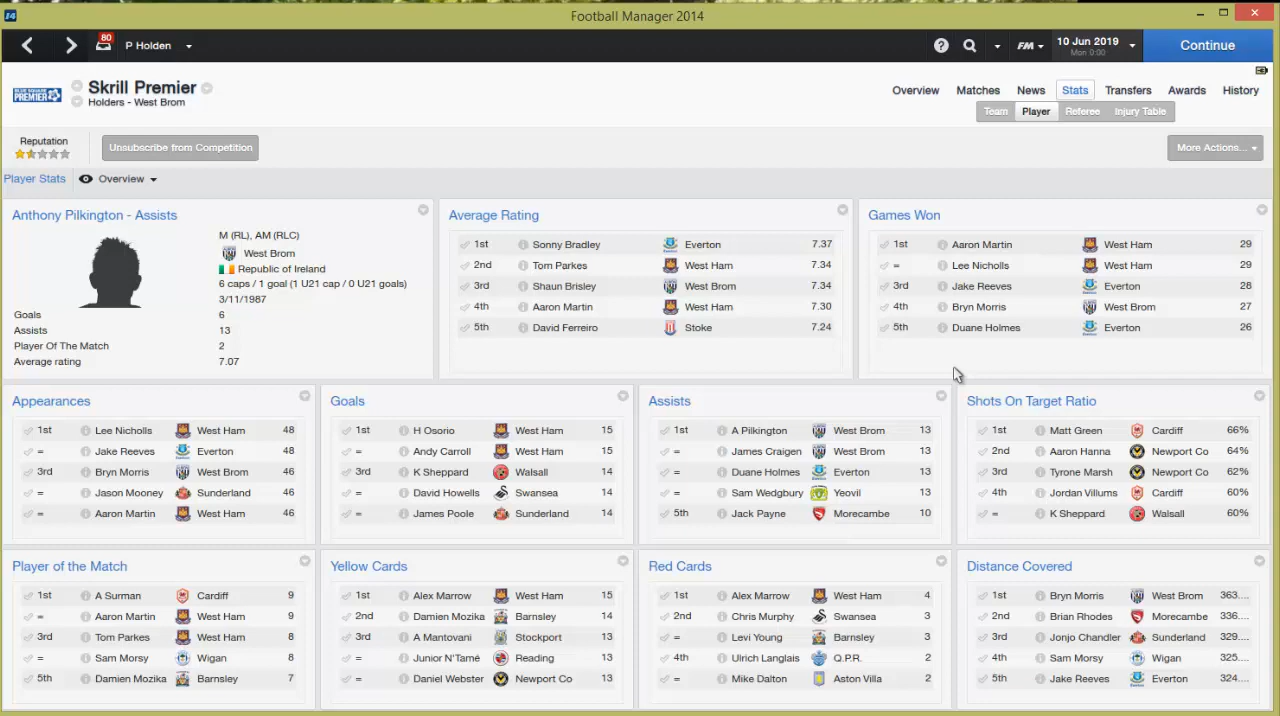 Football Manager 2014
80 P Holden
FM 10 Jun 2019 Mon 0:00 Continue
BLUE SQUARE PREMIER
Skrill Premier
Holders - West Brom
Overview Matches News Stats Transfers Awards History
Team Player Referee Injury Table
Reputation
Unsubscribe from Competition
More Actions...
Player Stats Overview
Anthony Pilkington - Assists
M (RL), AM (RLC)
West Brom
Republic of Ireland
6 caps / 1 goal (1 U21 cap / 0 U21 goals)
3/11/1987
Goals 6
Assists 13
Player Of The Match 2
Average rating 7.07
Average Rating
1st Sonny Bradley Everton 7.37
2nd Tom Parkes West Ham 7.34
3rd Shaun Brisley West Brom 7.34
4th Aaron Martin West Ham 7.30
5th David Ferreiro Stoke 7.24
Games Won
1st Aaron Martin West Ham 29
= Lee Nicholls West Ham 29
3rd Jake Reeves Everton 28
4th Bryn Morris West Brom 27
5th Duane Holmes Everton 26
Appearances
1st Lee Nicholls West Ham 48
= Jake Reeves Everton 48
3rd Bryn Morris West Brom 46
= Jason Mooney Sunderland 46
= Aaron Martin West Ham 46
Goals
1st H Osorio West Ham 15
= Andy Carroll West Ham 15
3rd K Sheppard Walsall 14
= David Howells Swansea 14
= James Poole Sunderland 14
Assists
1st A Pilkington West Brom 13
= James Craigen West Brom 13
= Duane Holmes Everton 13
= Sam Wedgbury Yeovil 13
5th Jack Payne Morecambe 10
Shots On Target Ratio
1st Matt Green Cardiff 66%
2nd Aaron Hanna Newport Co 64%
3rd Tyrone Marsh Newport Co 62%
4th Jordan Villums Cardiff 60%
= K Sheppard Walsall 60%
Player of the Match
1st A Surman Cardiff 9
= Aaron Martin West Ham 9
3rd Tom Parkes West Ham 8
= Sam Morsy Wigan 8
5th Damien Mozika Barnsley 7
Yellow Cards
1st Alex Marrow West Ham 15
2nd Damien Mozika Barnsley 14
3rd A Mantovani Stockport 13
= Junior N'Tamé Reading 13
= Daniel Webster Newport Co 13
Red Cards
1st Alex Marrow West Ham 4
2nd Chris Murphy Swansea 3
= Levi Young Barnsley 3
4th Ulrich Langlais Q.P.R. 2
= Mike Dalton Aston Villa 2
Distance Covered
1st Bryn Morris West Brom 363....
2nd Brian Rhodes Morecambe 336....
3rd Jonjo Chandler Sunderland 329....
4th Sam Morsy Wigan 325....
5th Jake Reeves Everton 324....